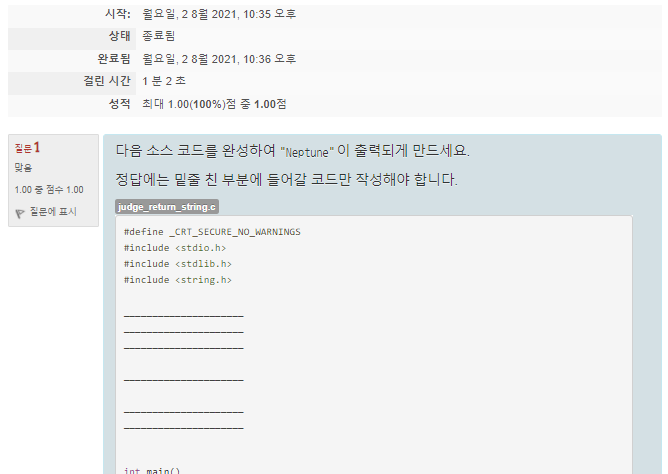 시작: 월요일, 2 8월 2021, 10:35 오후
상태 종료됨
완료됨 월요일, 2 8월 2021, 10:36 오후
걸린 시간 1 분 2 초
성적 최대 1.00(100%)점 중 1.00점
질문 1
맞음
1.00 중 점수 1.00
질문에 표시
다음 소스 코드를 완성하여 "Neptune"이 출력되게 만드세요.
정답에는 밑줄 친 부분에 들어갈 코드만 작성해야 합니다.
judge_return_string.c
#define _CRT_SECURE_NO_WARNINGS
#include <stdio.h>
#include <stdlib.h>
#include <string.h>
____________________
____________________
____________________
____________________
____________________
____________________
int main()